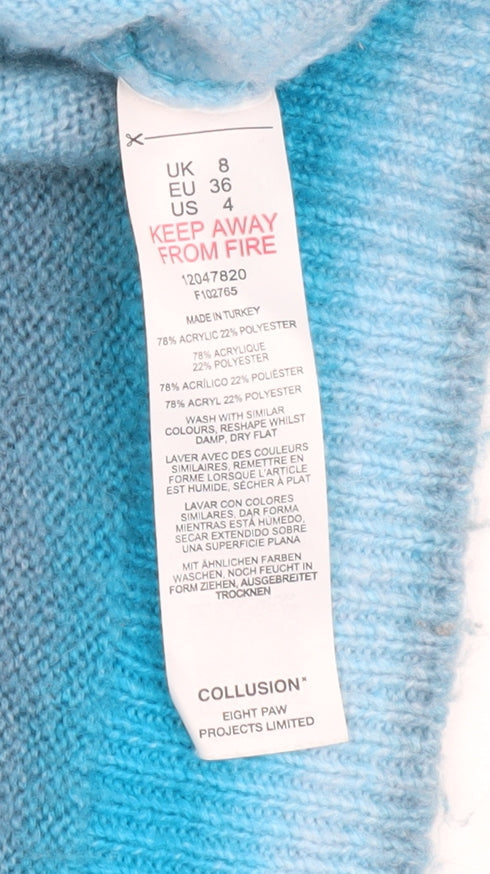 UK 8
EU 36
US 4
KEEP AWAY
FROM FIRE
12047820
F102765
MADE IN TURKEY
78% ACRYLIC 22% POLYESTER
78% ACRYLIQUE
22% POLYESTER
78% ACRÍLICO 22% POLIÉSTER
78% ACRYL 22% POLYESTER
WASH WITH SIMILAR
COLOURS, RESHAPE WHILST
DAMP, DRY FLAT
LAVER AVEC DES COULEURS
SIMILAIRES, REMETTRE EN
FORME LORSQUE L'ARTICLE
EST HUMIDE, SÉCHER À PLAT
LAVAR CON COLORES
SIMILARES, DAR FORMA
MIENTRAS ESTÁ HUMEDO,
SECAR EXTENDIDO SOBRE
UNA SUPERFICIE PLANA
MIT ÄHNLICHEN FARBEN
WASCHEN, NOCH FEUCHT IN
FORM ZIEHEN, AUSGEBREITET
TROCKNEN
COLLUSION
EIGHT PAW
PROJECTS LIMITED